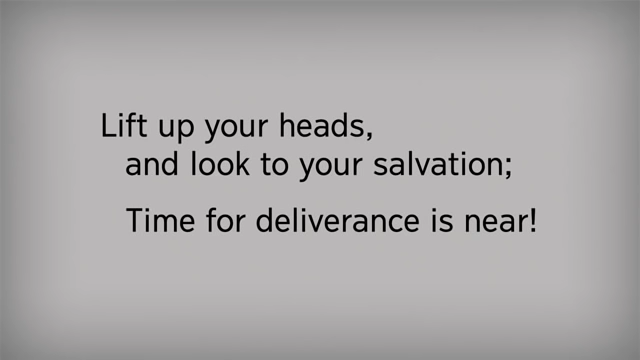 Lift up your heads,
and look to your salvation;
Time for deliverance is near!